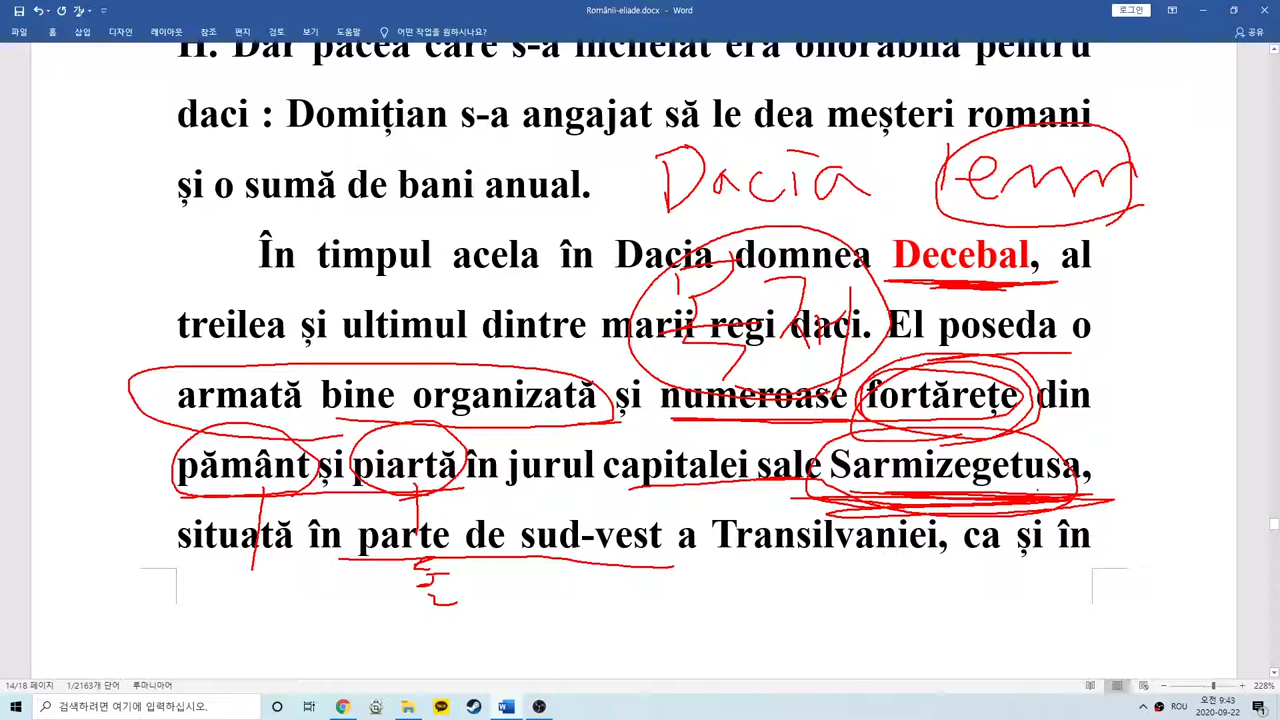 Românii-eliade.docx - Word
로그인
파일 홈 삽입 디자인 레이아웃 참조 편지 검토 보기 도움말 어떤 작업을 원하시나요? 공유
II. Dar pacea care s-a încheiat era onorabilă pentru
daci : Domițian s-a angajat să le dea meșteri romani
și o sumă de bani anual.
Dacia
În timpul acela în Dacia domnea Decebal, al
treilea și ultimul dintre marii regi daci. El poseda o
armată bine organizată și numeroase fortărețe din
pământ și piartă în jurul capitalei sale Sarmizegetusa,
situată în parte de sud-vest a Transilvaniei, ca și în
14/18 페이지 1/2163개 단어 루마니아어 228%
검색하려면 여기에 입력하십시오. ROU 오전 9:43
2020-09-22